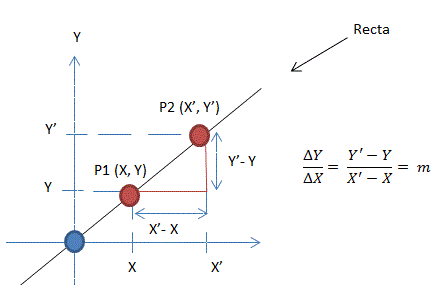 Recta
Y
P2 (X’, Y’)
Y’
P1 (X, Y)
Y’- Y
Y
X’- X
X
X’
ΔY/ΔX = Y′ − Y/X′ − X = m